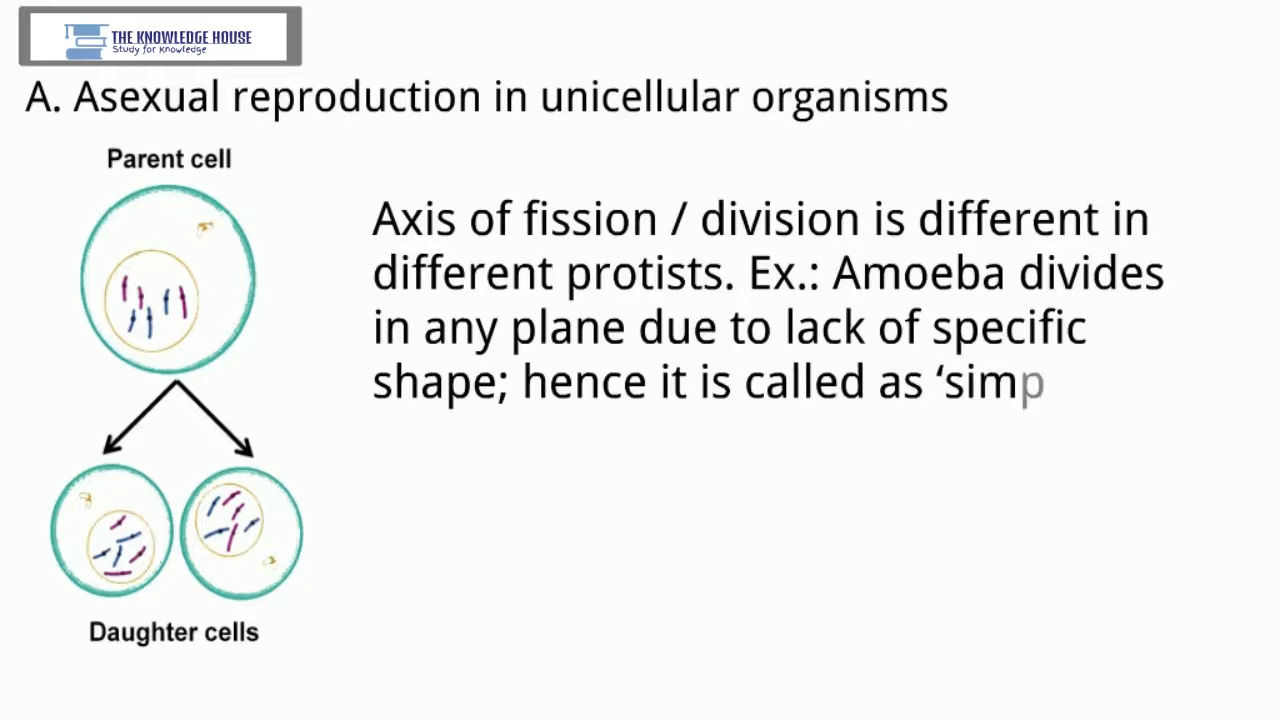 THE KNOWLEDGE HOUSE
Study for Knowledge
A. Asexual reproduction in unicellular organisms
Parent cell
Axis of fission / division is different in
different protists. Ex.: Amoeba divides
in any plane due to lack of specific
shape; hence it is called as ‘simp
Daughter cells